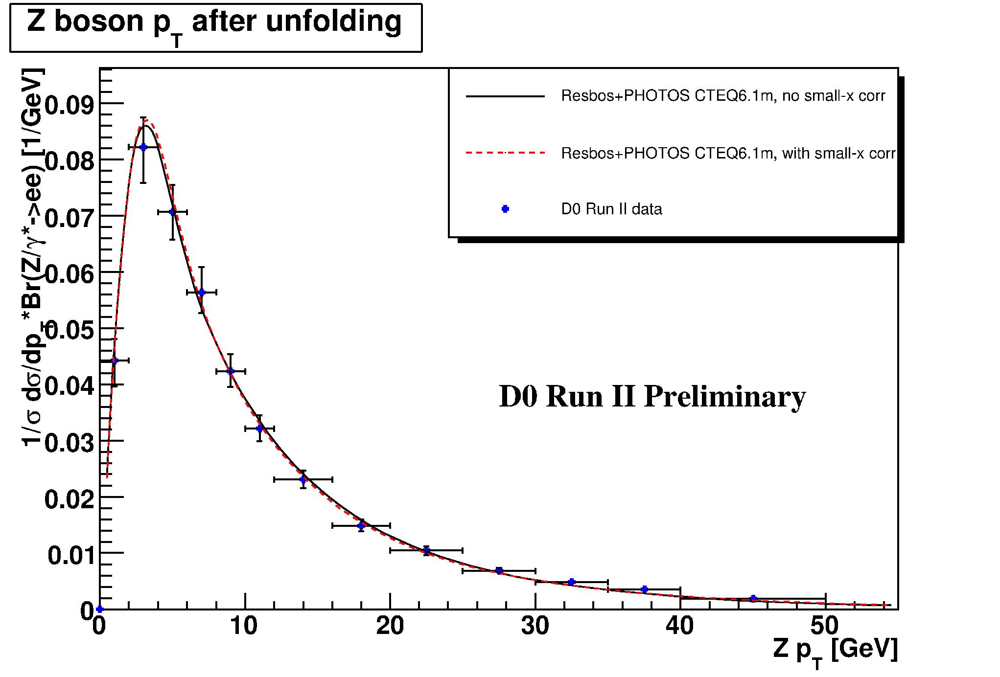 Z boson pT after unfolding
1/σ dσ/dpT*Br(Z/γ*->ee) [1/GeV]
0.09
0.08
0.07
0.06
0.05
0.04
0.03
0.02
0.01
0
Resbos+PHOTOS CTEQ6.1m, no small-x corr
Resbos+PHOTOS CTEQ6.1m, with small-x corr
D0 Run II data
D0 Run II Preliminary
0 10 20 30 40 50
Z pT [GeV]